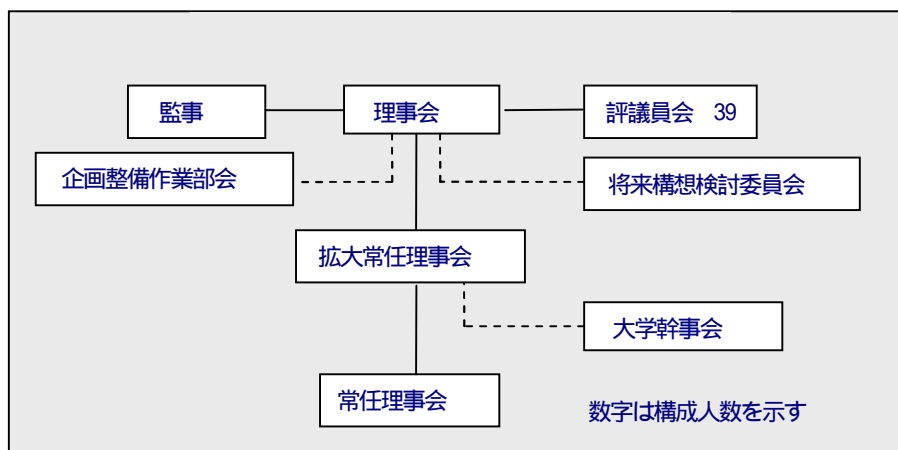 監事
理事会
評議員会　39
企画整備作業部会
将来構想検討委員会
拡大常任理事会
大学幹事会
常任理事会
数字は構成人数を示す